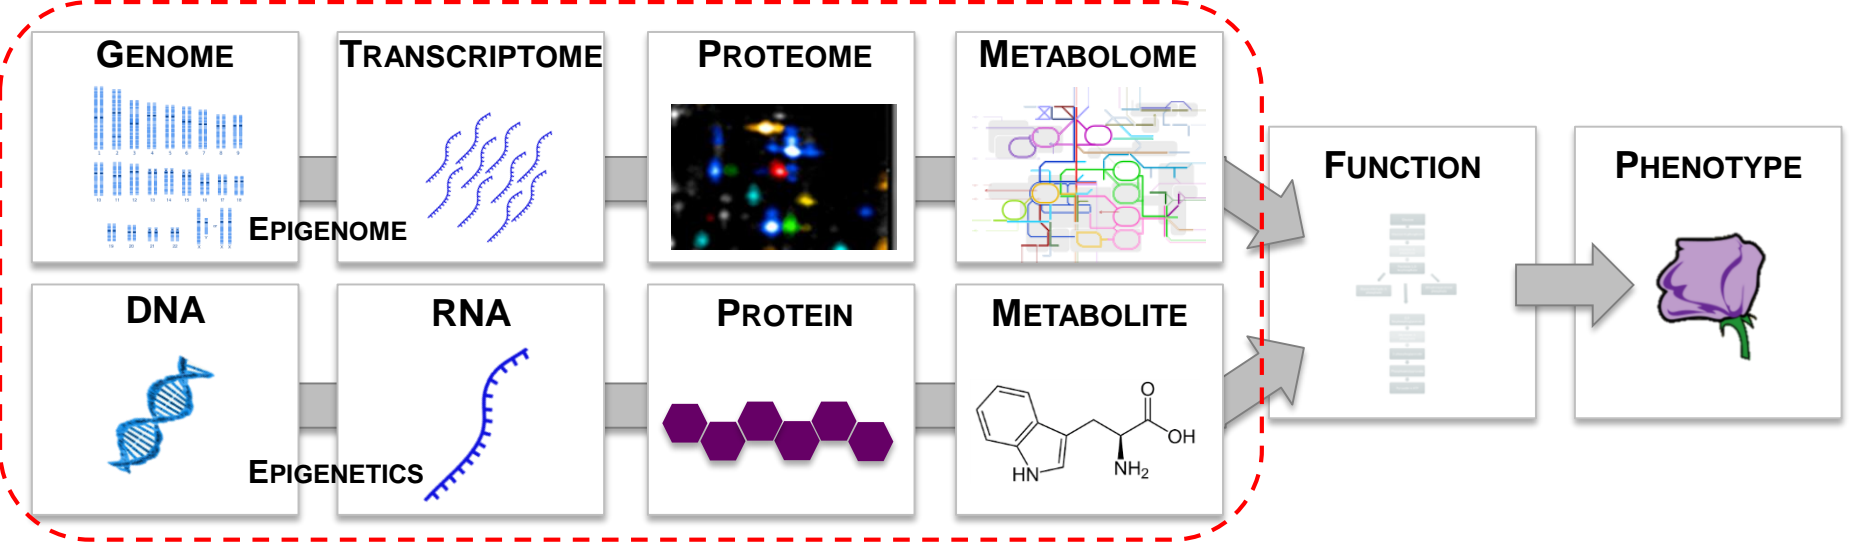 GENOME
TRANSCRIPTOME
PROTEOME
METABOLOME
EPIGENOME
FUNCTION
PHENOTYPE
DNA
RNA
PROTEIN
METABOLITE
EPIGENETICS
O
OH
NH₂
HN